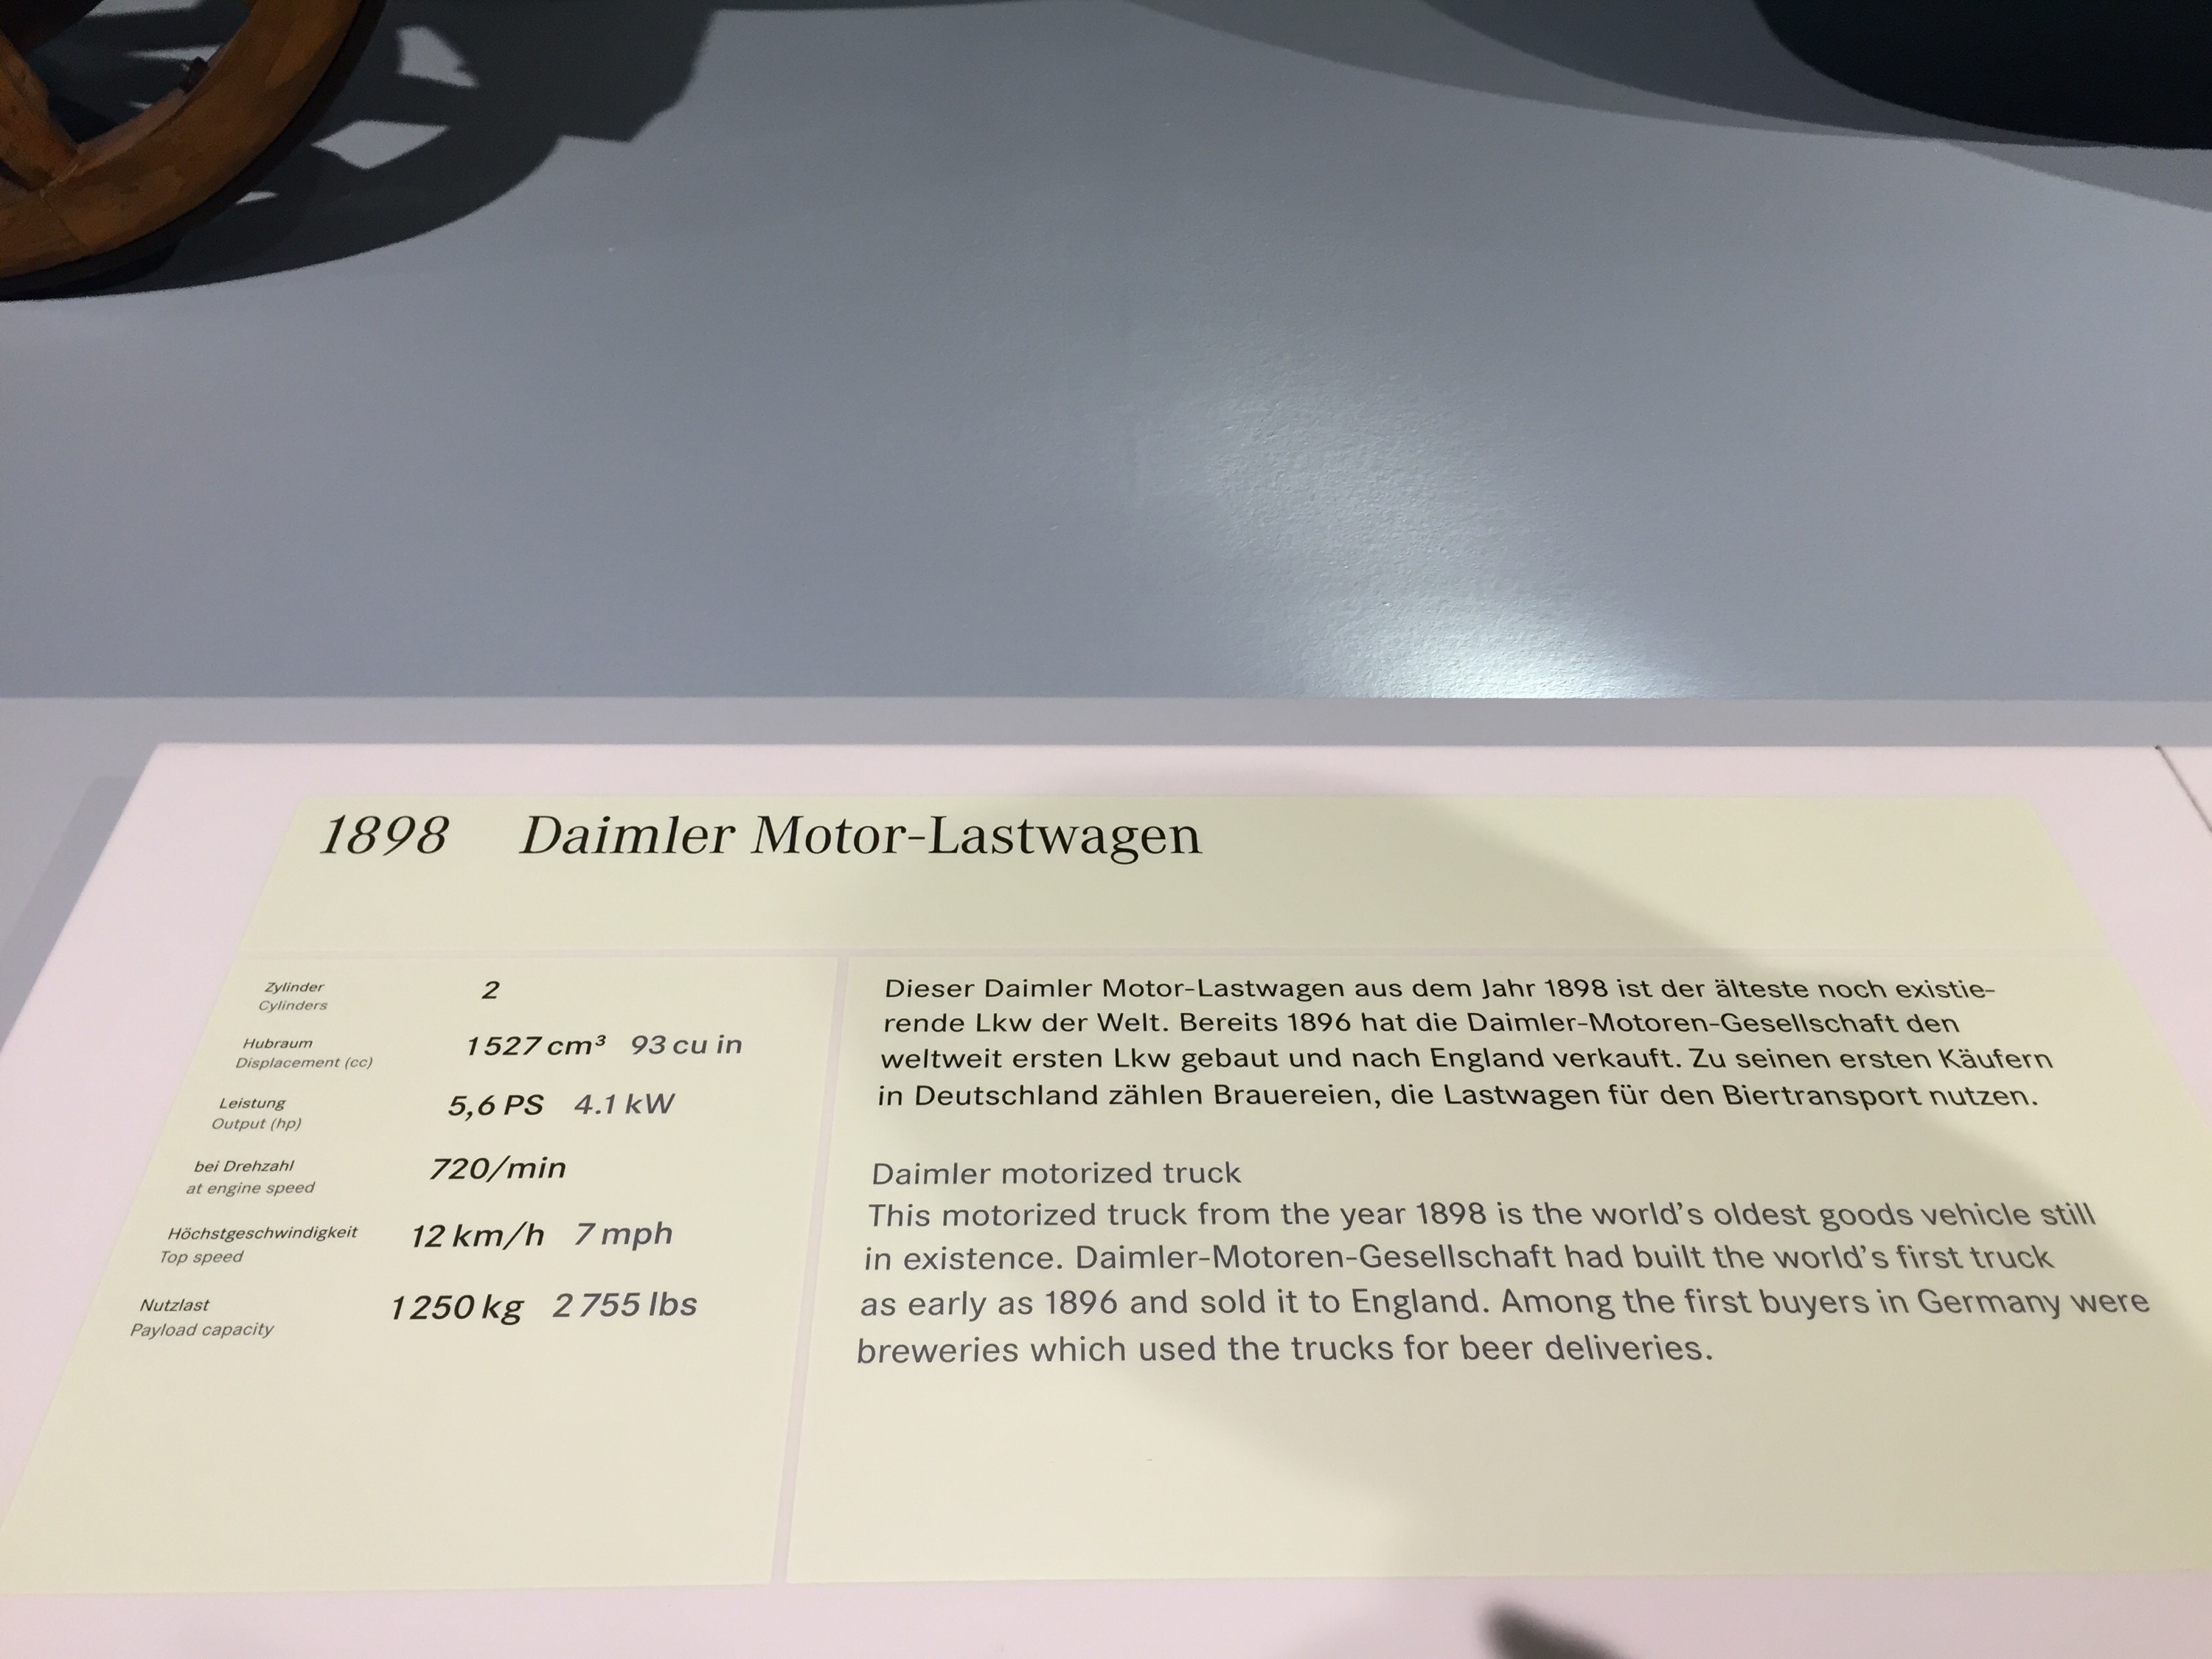 1898 Daimler Motor-Lastwagen
Zylinder 2
Cylinders
Hubraum 1 527 cm³ 93 cu in
Displacement (cc)
Leistung 5,6 PS 4.1 kW
Output (hp)
bei Drehzahl 720/min
at engine speed
Höchstgeschwindigkeit 12 km/h 7 mph
Top speed
Nutzlast 1 250 kg 2 755 lbs
Payload capacity
Dieser Daimler Motor-Lastwagen aus dem Jahr 1898 ist der älteste noch existie-
rende Lkw der Welt. Bereits 1896 hat die Daimler-Motoren-Gesellschaft den
weltweit ersten Lkw gebaut und nach England verkauft. Zu seinen ersten Käufern
in Deutschland zählen Brauereien, die Lastwagen für den Biertransport nutzen.
Daimler motorized truck
This motorized truck from the year 1898 is the world's oldest goods vehicle still
in existence. Daimler-Motoren-Gesellschaft had built the world's first truck
as early as 1896 and sold it to England. Among the first buyers in Germany were
breweries which used the trucks for beer deliveries.